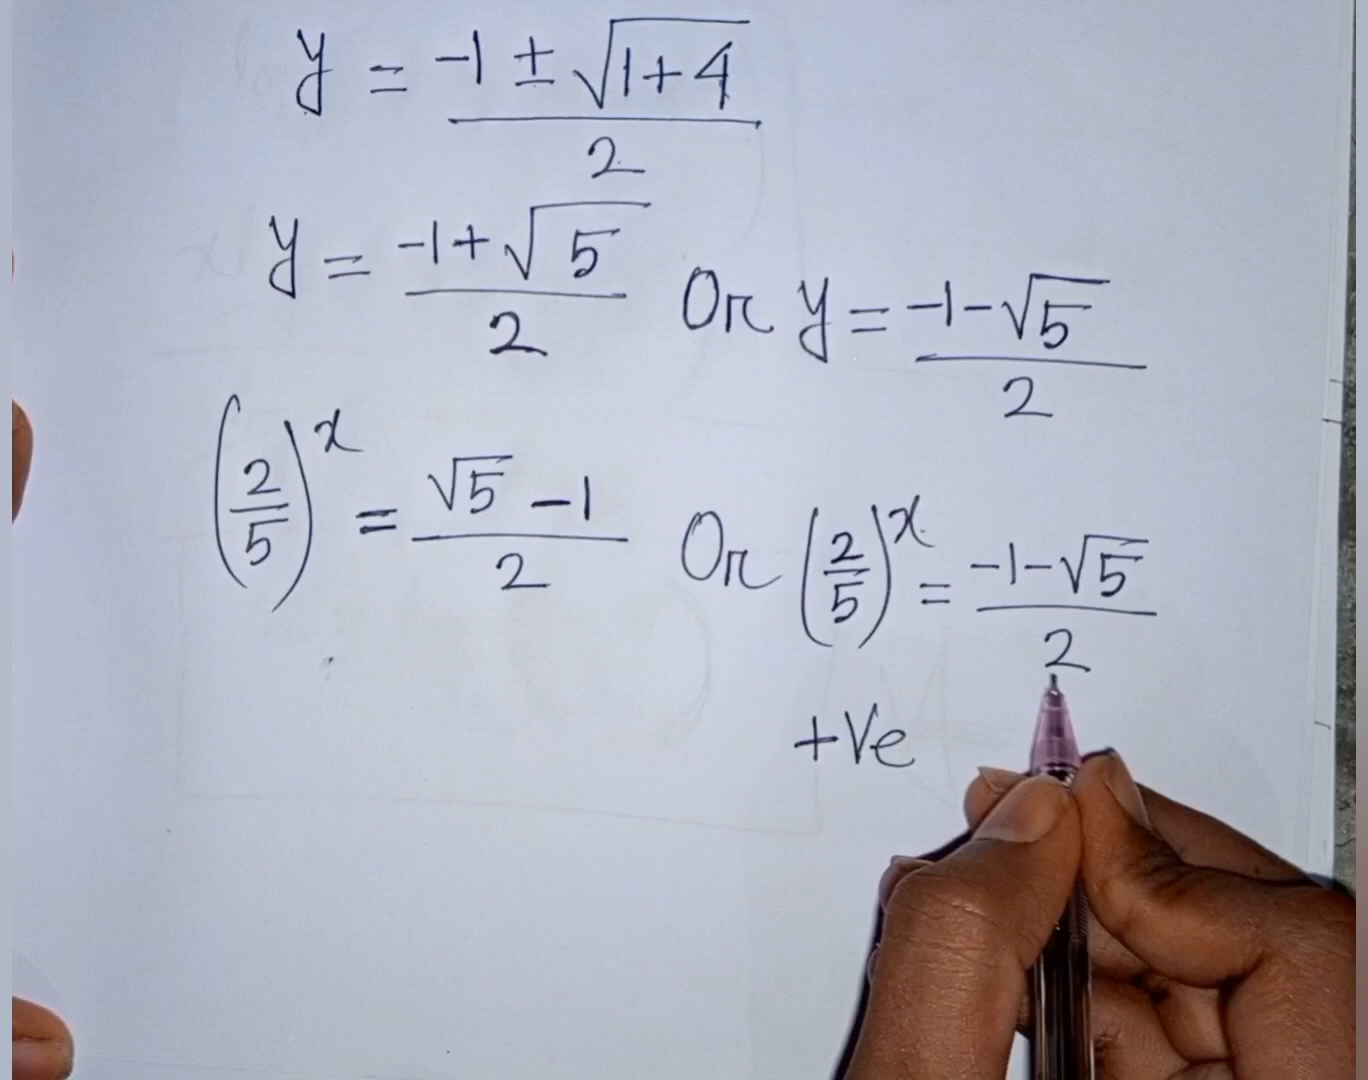 y = (-1 ± √(1+4))/2
y = (-1+√5)/2 Or y = (-1-√5)/2
(2/5)^x = (√5 -1)/2 Or (2/5)^x = (-1-√5)/2
+Ve